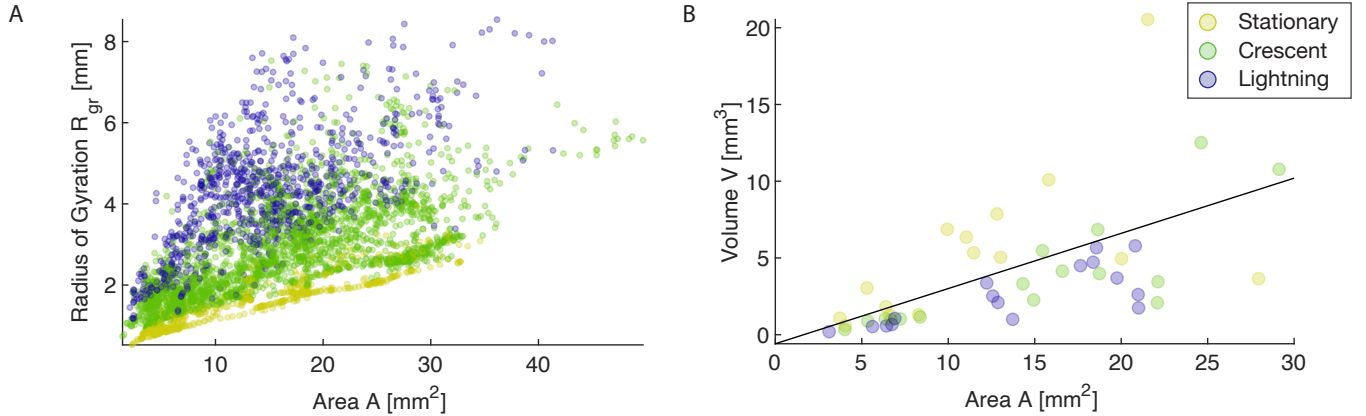 A
Radius of Gyration R_gr [mm]
8
6
4
2
10
20
30
40
Area A [mm²]
B
Volume V [mm³]
20
15
10
5
0
0
5
10
15
20
25
30
Area A [mm²]
Stationary
Crescent
Lightning